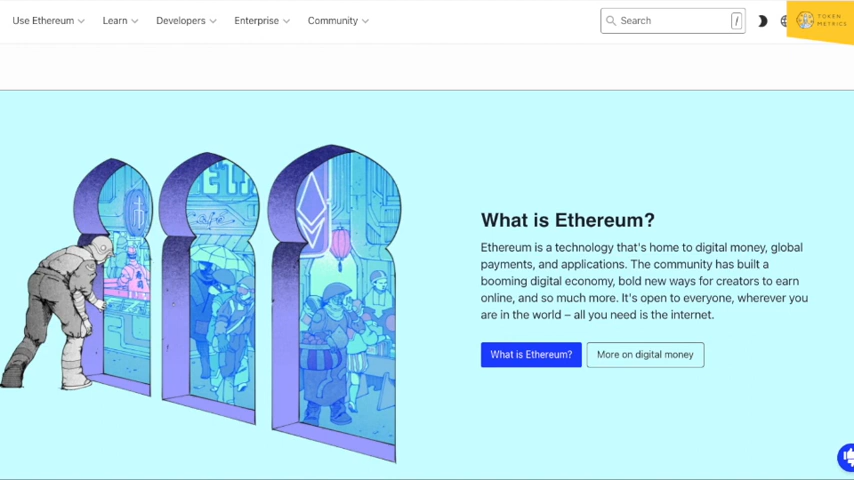 Use Ethereum Learn Developers Enterprise Community Search /
TOKEN
METRICS
ETH
What is Ethereum?
Ethereum is a technology that's home to digital money, global
payments, and applications. The community has built a
booming digital economy, bold new ways for creators to earn
online, and so much more. It's open to everyone, wherever you
are in the world – all you need is the internet.
What is Ethereum? More on digital money